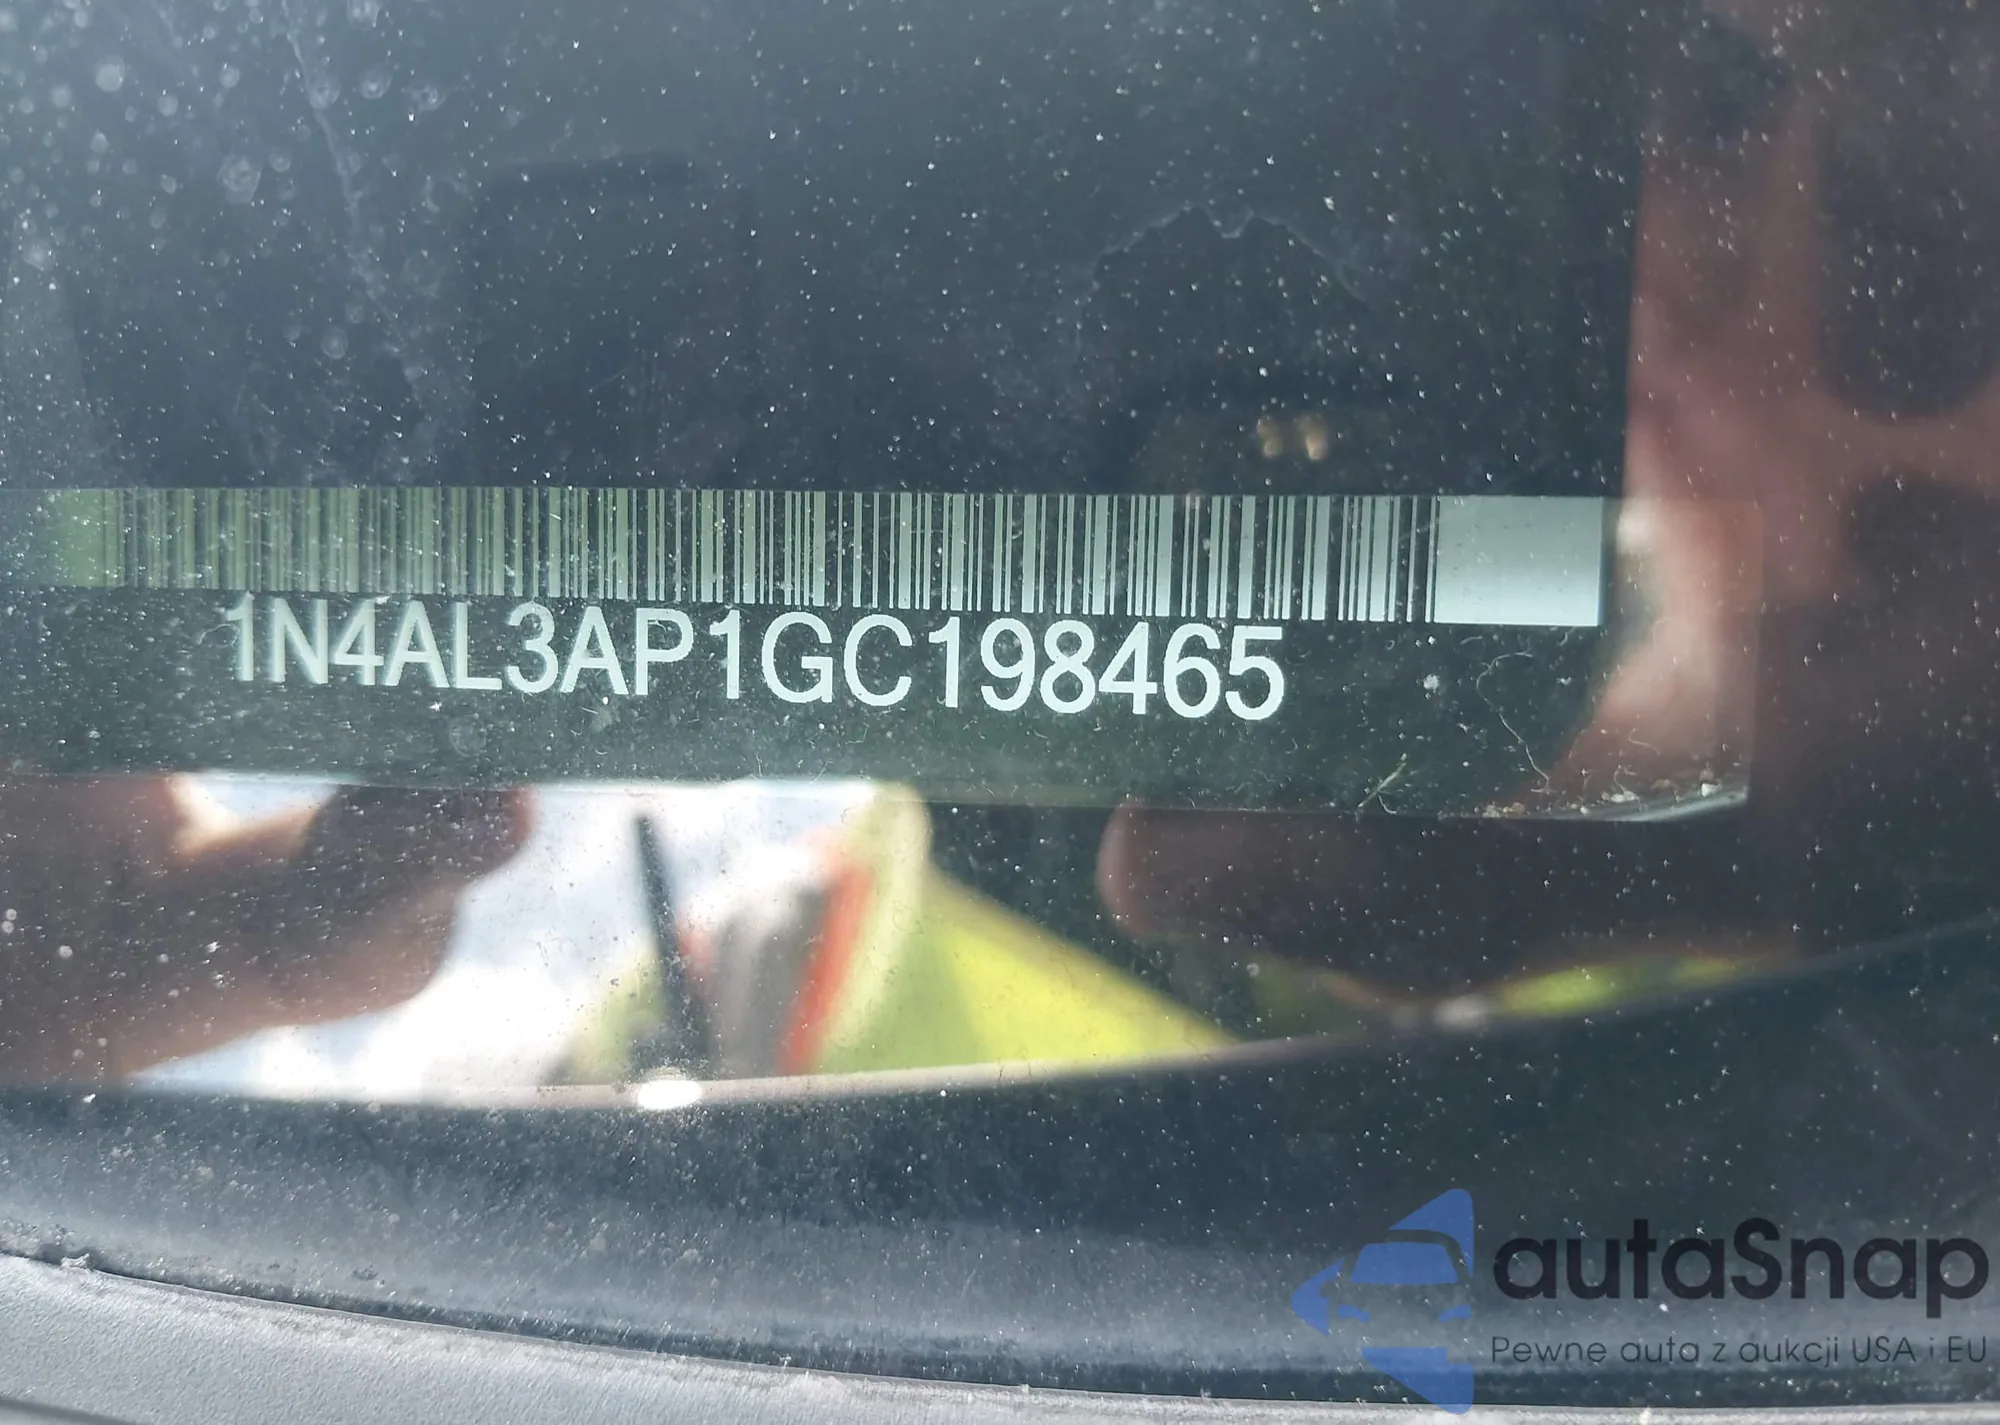 1N4AL3AP1GC198465
autaSnap
Pewne auta z aukcji USA i EU